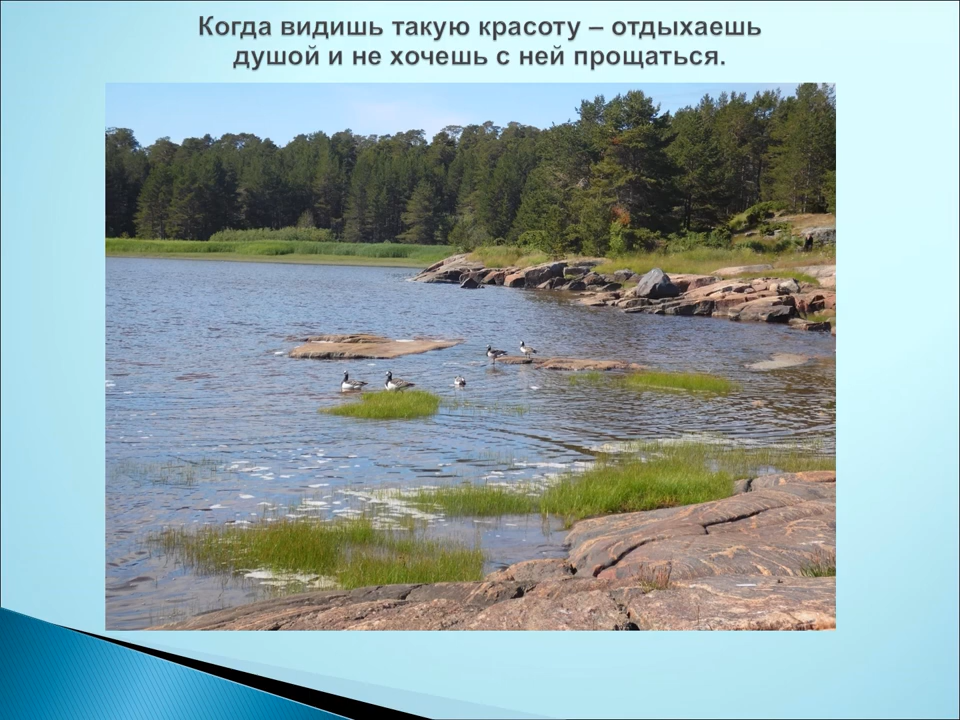 Когда видишь такую красоту – отдыхаешь
душой и не хочешь с ней прощаться.